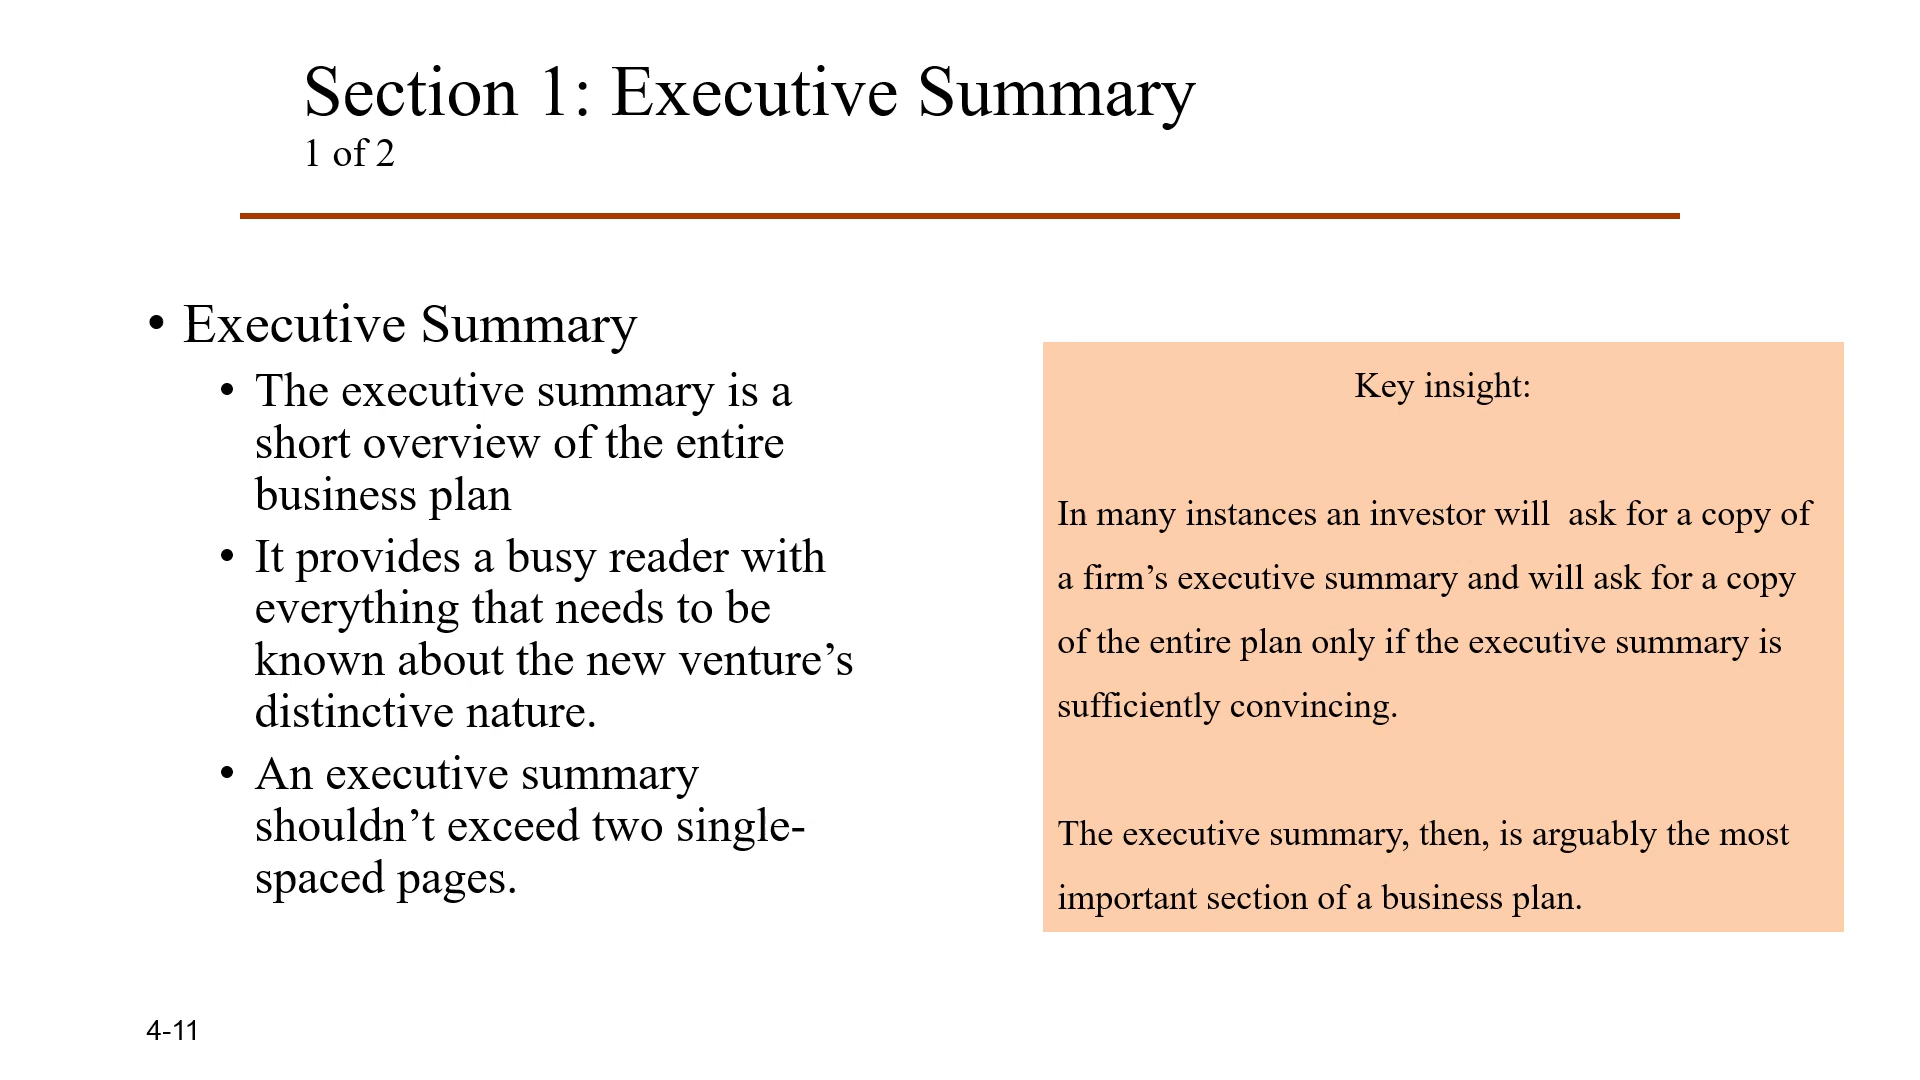 Section 1: Executive Summary
1 of 2
• Executive Summary
• The executive summary is a
short overview of the entire
business plan
• It provides a busy reader with
everything that needs to be
known about the new venture’s
distinctive nature.
• An executive summary
shouldn’t exceed two single-
spaced pages.
Key insight:
In many instances an investor will  ask for a copy of
a firm’s executive summary and will ask for a copy
of the entire plan only if the executive summary is
sufficiently convincing.
The executive summary, then, is arguably the most
important section of a business plan.
4-11